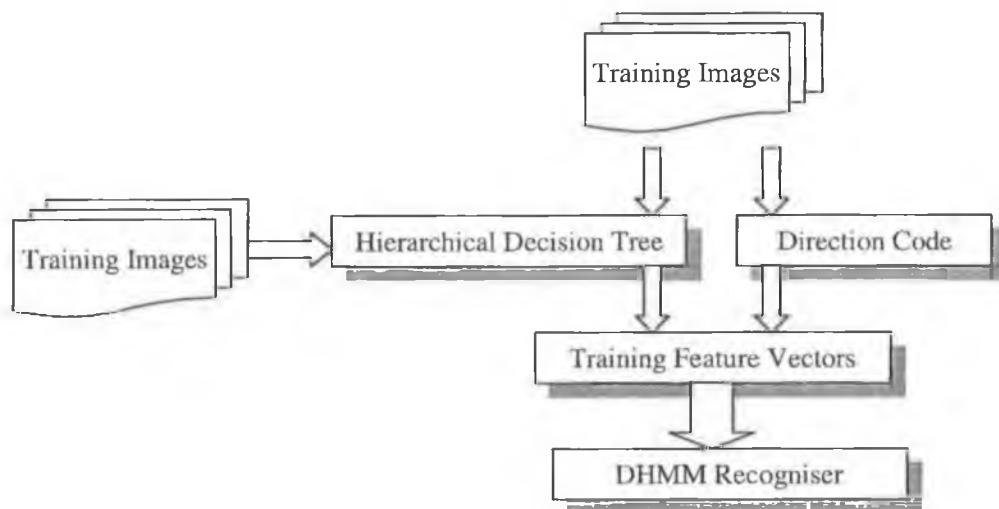 Training Images
Training Images
Hierarchical Decision Tree
Direction Code
Training Feature Vectors
DHMM Recogniser